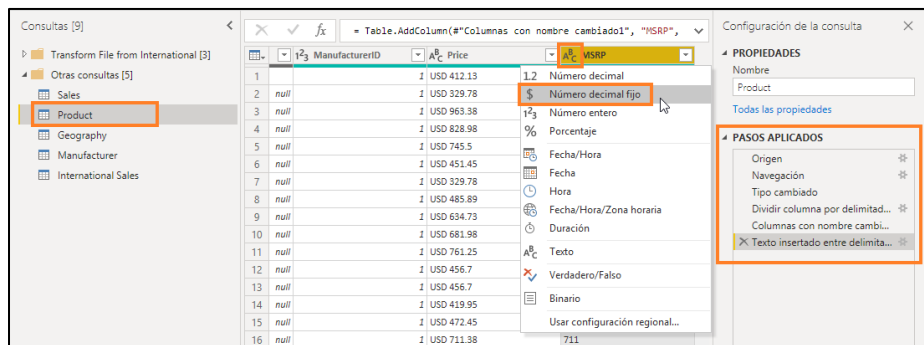 Consultas [9]
Transform File from International [3]
Otras consultas [5]
Sales
Product
Geography
Manufacturer
International Sales
fx = Table.AddColumn(#"Columnas con nombre cambiado1", "MSRP",
1²3 ManufacturerID ABC Price ABC MSRP
1 1 USD 412.13
2 null 1 USD 329.78
3 null 1 USD 963.38
4 null 1 USD 828.98
5 null 1 USD 745.5
6 null 1 USD 451.45
7 null 1 USD 329.78
8 null 1 USD 485.89
9 null 1 USD 634.73
10 null 1 USD 681.98
11 null 1 USD 761.25
12 null 1 USD 456.7
13 null 1 USD 456.7
14 null 1 USD 419.95
15 null 1 USD 472.45
16 null 1 USD 711.38 711
1.2 Número decimal
$ Número decimal fijo
1²3 Número entero
% Porcentaje
Fecha/Hora
Fecha
Hora
Fecha/Hora/Zona horaria
Duración
ABC Texto
Verdadero/Falso
Binario
Usar configuración regional...
Configuración de la consulta
PROPIEDADES
Nombre
Product
Todas las propiedades
PASOS APLICADOS
Origen
Navegación
Tipo cambiado
Dividir columna por delimitad...
Columnas con nombre cambi...
Texto insertado entre delimita...